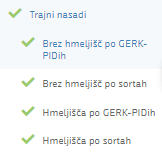 Trajni nasadi
Brez hmeljišč po GERK-
PIDih
Brez hmeljišč po sortah
Hmeljišča po GERK-PIDih
Hmeljišča po sortah